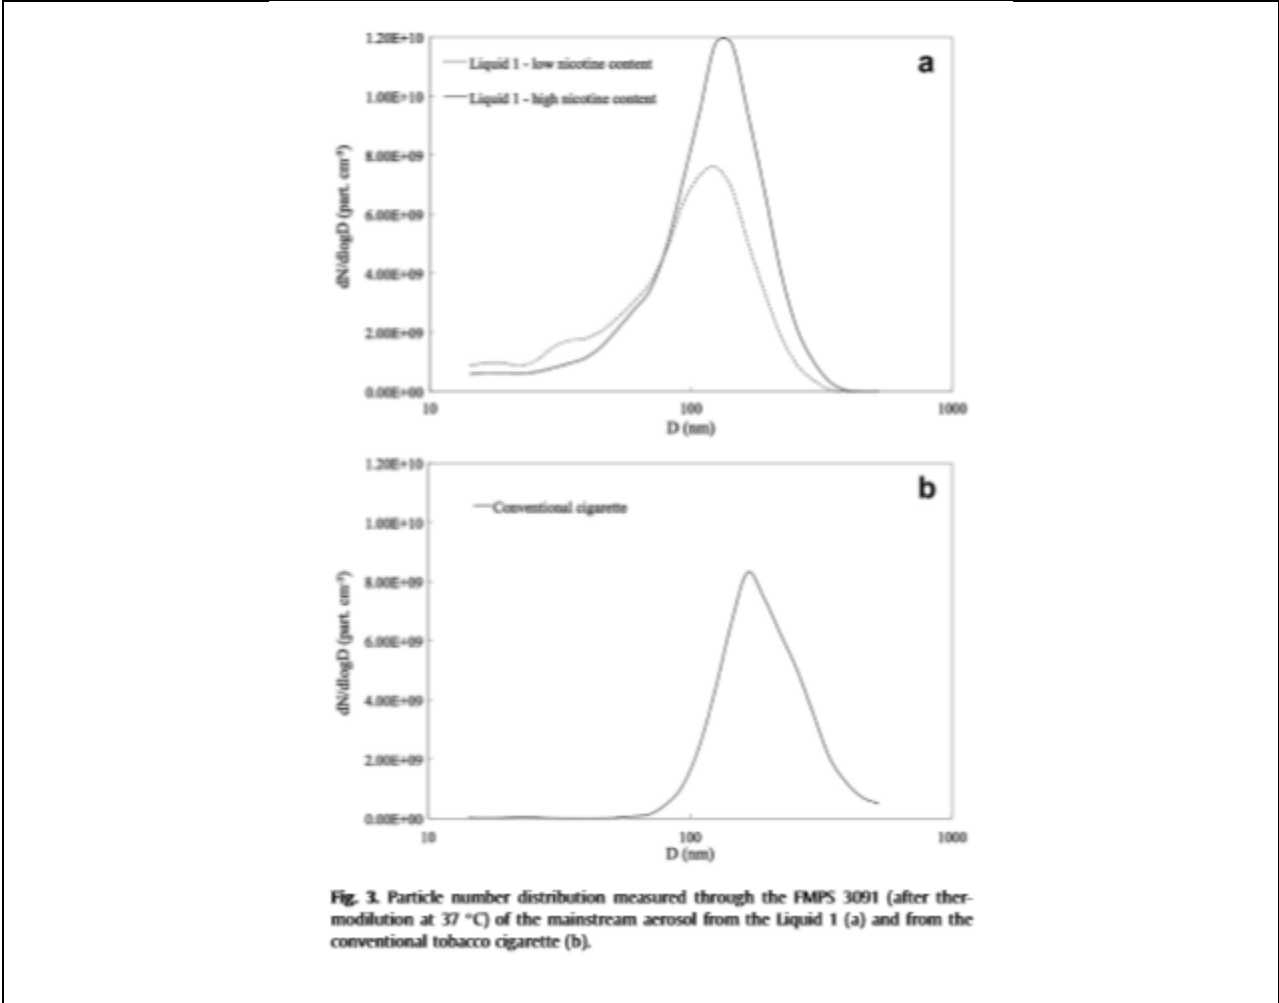 1.20E+10
a
Liquid 1 - low nicotine content
1.00E+10
Liquid 1 - high nicotine content
8.00E+09
dN/dlogD (part. cm⁻³)
6.00E+09
4.00E+09
2.00E+09
0.00E+00
10
100
1000
D (nm)
1.20E+10
b
Conventional cigarette
1.00E+10
8.00E+09
dN/dlogD (part. cm⁻³)
6.00E+09
4.00E+09
2.00E+09
0.00E+00
10
100
1000
D (nm)
Fig. 3. Particle number distribution measured through the FMPS 3091 (after ther-
modilution at 37 °C) of the mainstream aerosol from the Liquid 1 (a) and from the
conventional tobacco cigarette (b).